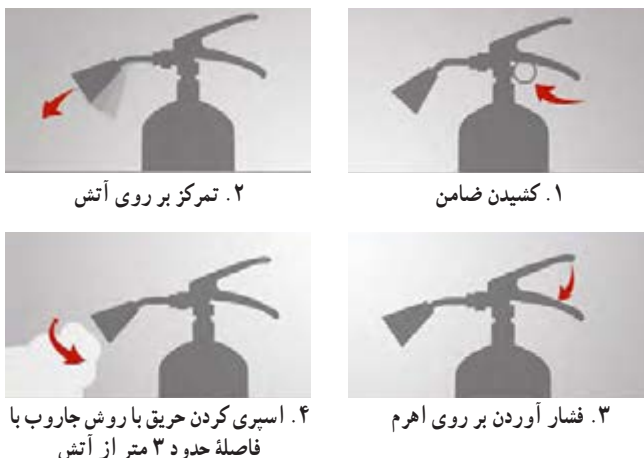 ۱. کشیدن ضامن
۲. تمرکز بر روی آتش
۳. فشار آوردن بر روی اهرم
۴. اسپری کردن حریق با روش جاروب با
فاصلهٔ حدود ۳ متر از آتش